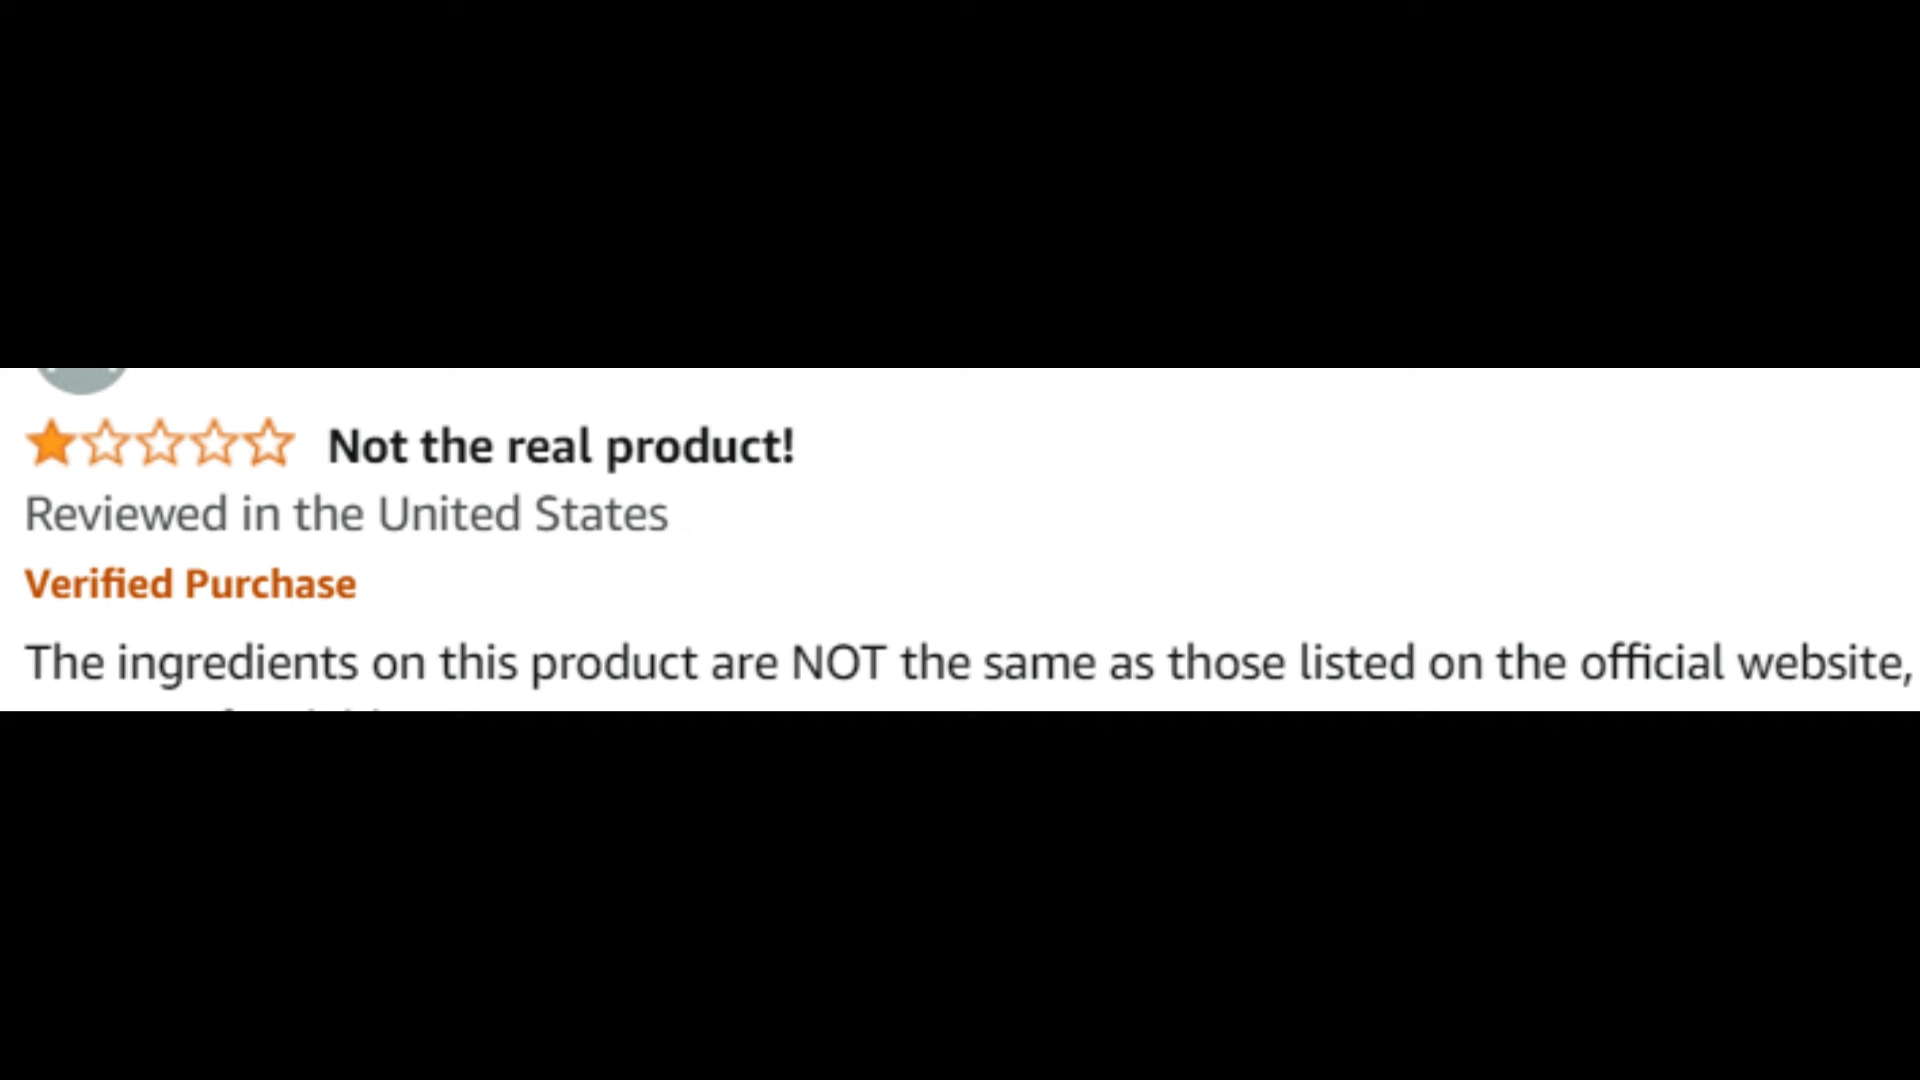 Not the real product!
Reviewed in the United States
Verified Purchase
The ingredients on this product are NOT the same as those listed on the official website,